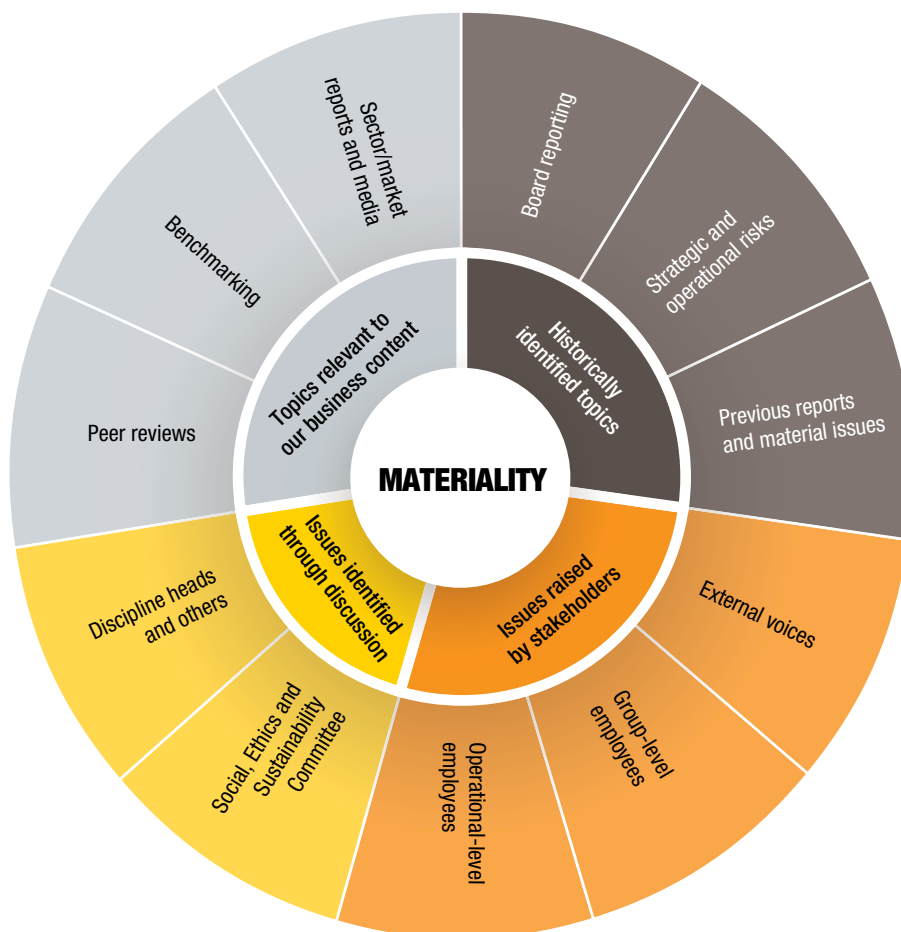 MATERIALITY
Historically
identified topics
Board reporting
Strategic and
operational risks
Previous reports
and material issues
Issues raised
by stakeholders
External voices
Group-level
employees
Operational-level
employees
Issues identified
through discussion
Social, Ethics and
Sustainability
Committee
Discipline heads
and others
Topics relevant to
our business content
Peer reviews
Benchmarking
Sector/market
reports and media